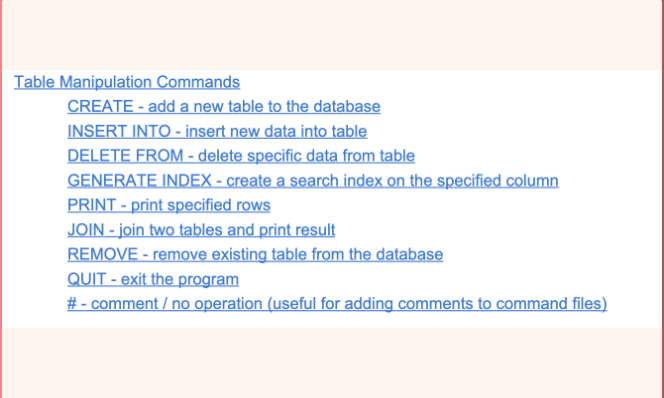 Table Manipulation Commands
CREATE - add a new table to the database
INSERT INTO - insert new data into table
DELETE FROM - delete specific data from table
GENERATE INDEX - create a search index on the specified column
PRINT - print specified rows
JOIN - join two tables and print result
REMOVE - remove existing table from the database
QUIT - exit the program
# - comment / no operation (useful for adding comments to command files)